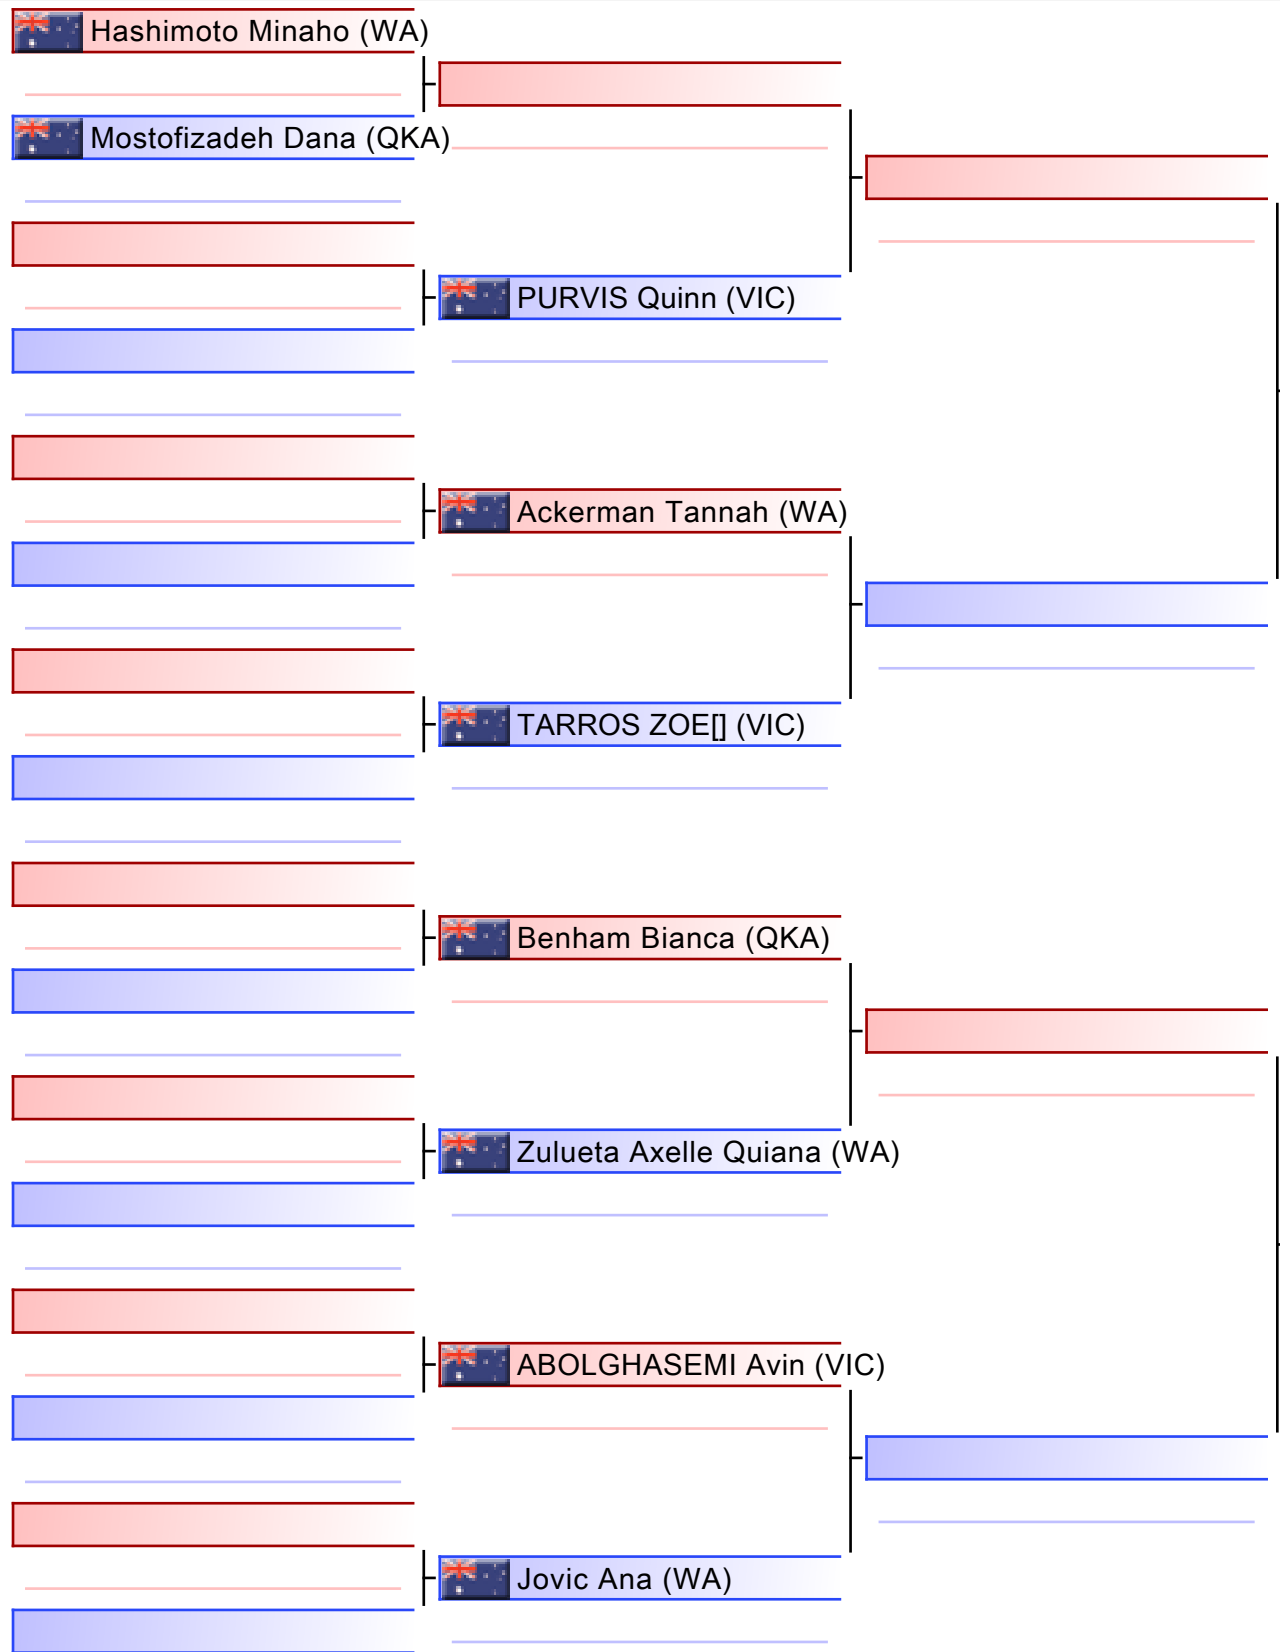 Hashimoto Minaho (WA)
Mostofizadeh Dana (QKA)
PURVIS Quinn (VIC)
Ackerman Tannah (WA)
TARROS ZOE[] (VIC)
Benham Bianca (QKA)
Zulueta Axelle Quiana (WA)
ABOLGHASEMI Avin (VIC)
Jovic Ana (WA)